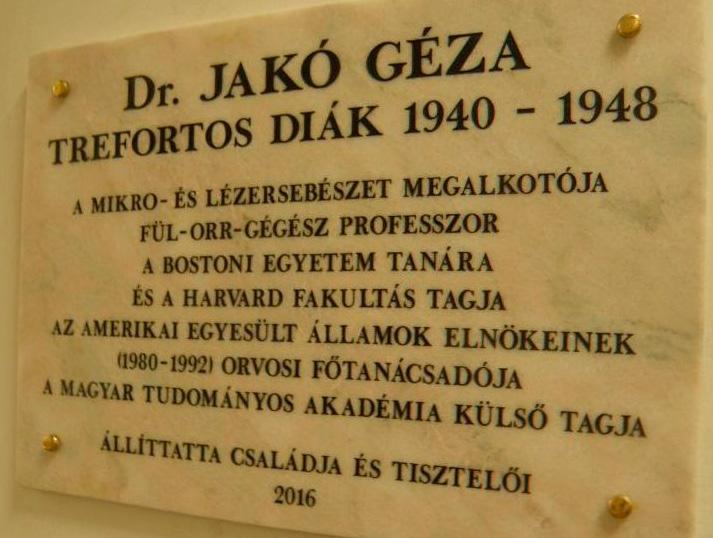 Dr. JAKÓ GÉZA
TREFORTOS DIÁK 1940 - 1948
A MIKRO- ÉS LÉZERSEBÉSZET MEGALKOTÓJA
FÜL-ORR-GÉGÉSZ PROFESSZOR
A BOSTONI EGYETEM TANÁRA
ÉS A HARVARD FAKULTÁS TAGJA
AZ AMERIKAI EGYESÜLT ÁLLAMOK ELNÖKEINEK
(1980-1992) ORVOSI FŐTANÁCSADÓJA
A MAGYAR TUDOMÁNYOS AKADÉMIA KÜLSŐ TAGJA
ÁLLÍTTATTA CSALÁDJA ÉS TISZTELŐI
2016